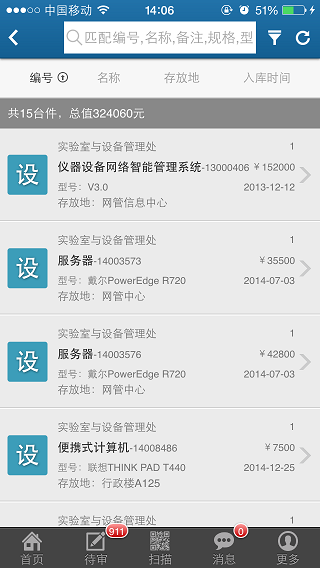 中国移动 14:06
匹配编号,名称,备注,规格,型
编号 名称 存放地 入库时间
共15台件，总值324060元
实验室与设备管理处 1
设
仪器设备网络智能管理系统-13000406 ￥152000
型号：V3.0 2013-12-12
存放地：网管信息中心
实验室与设备管理处 1
设
服务器-14003573 ￥35500
型号：戴尔PowerEdge R720 2014-07-03
存放地：网管中心
实验室与设备管理处 1
设
服务器-14003576 ￥42800
型号：戴尔PowerEdge R720 2014-07-03
存放地：网管中心
实验室与设备管理处 1
设
便携式计算机-14008486 ￥7500
型号：联想THINK PAD T440 2014-12-25
存放地：行政楼A125
实验室与设备管理处 1
911 0
首页 待审 扫描 消息 更多